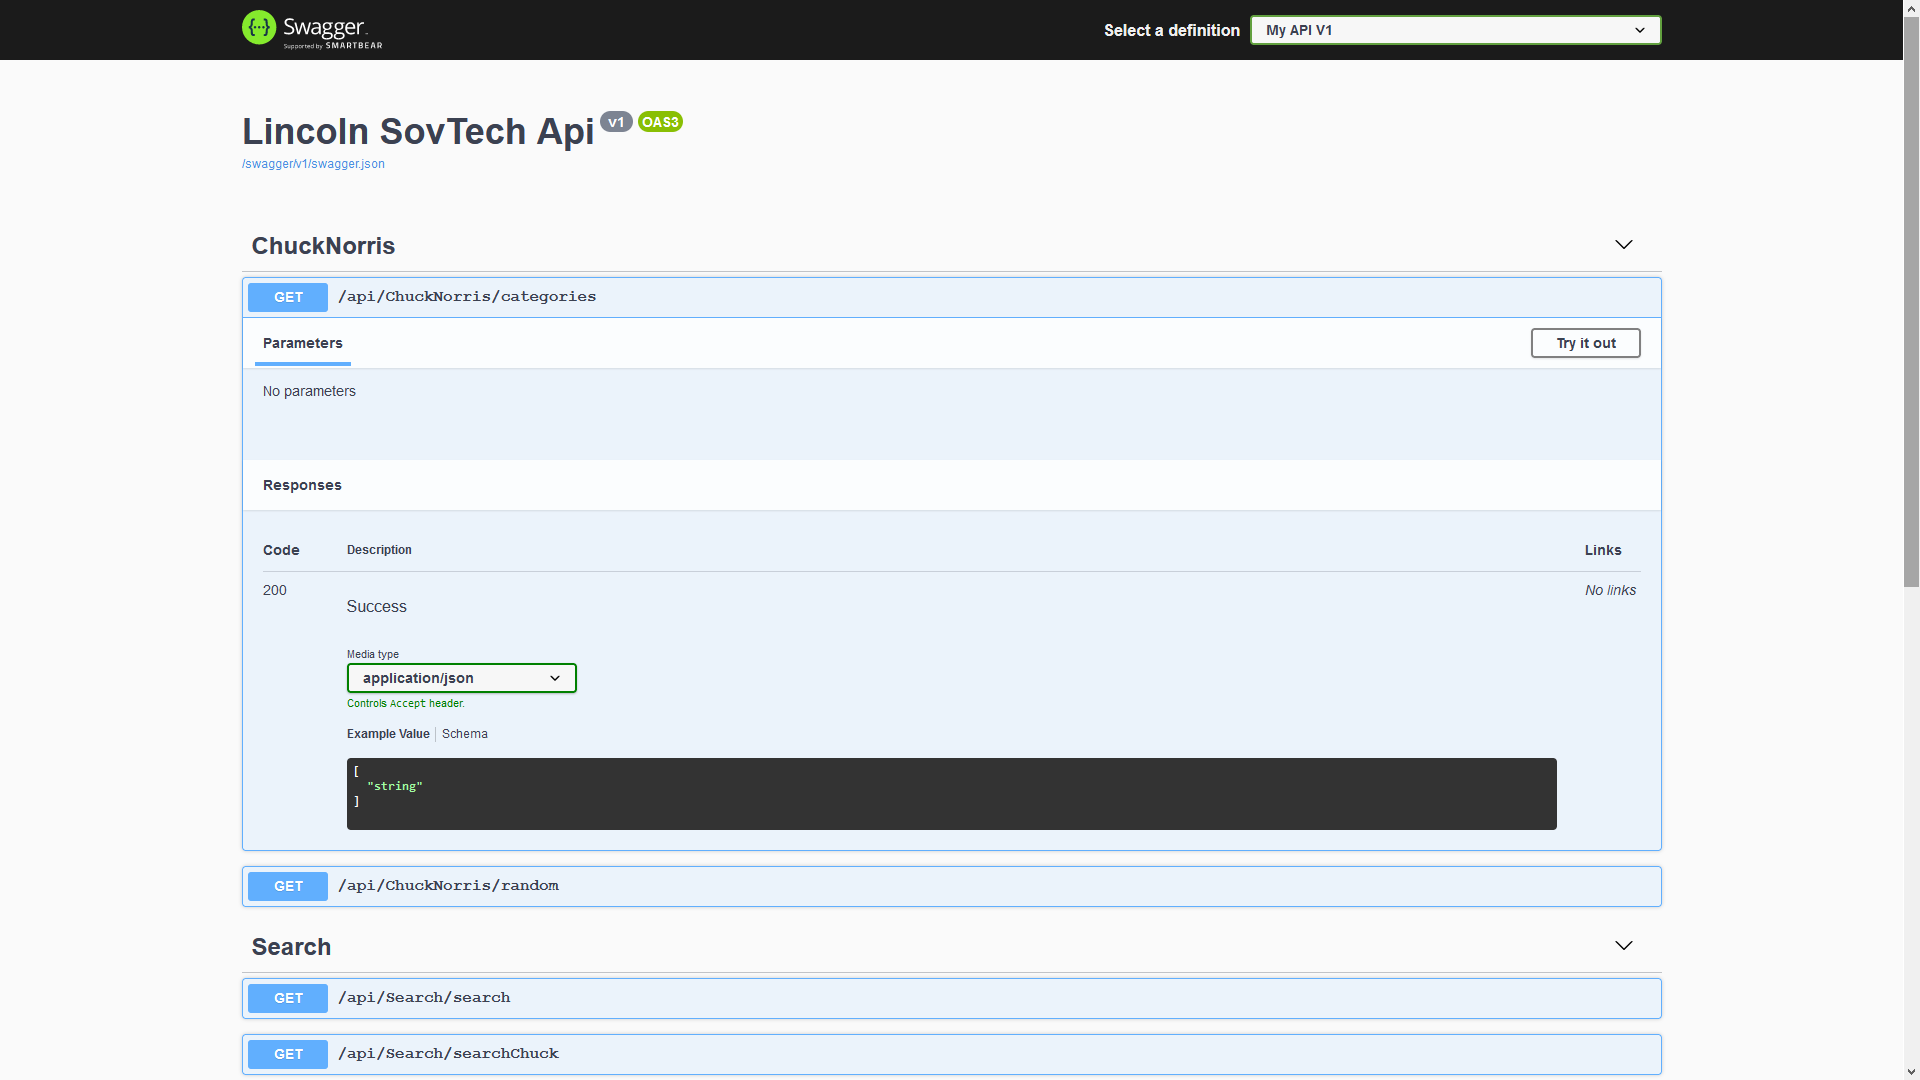 Swagger.
Supported by SMARTBEAR
Select a definition
My API V1
Lincoln SovTech Api v1 OAS3
/swagger/v1/swagger.json
ChuckNorris
GET /api/ChuckNorris/categories
Parameters
Try it out
No parameters
Responses
Code Description Links
200 Success No links
Media type
application/json
Controls Accept header.
Example Value Schema
[
"string"
]
GET /api/ChuckNorris/random
Search
GET /api/Search/search
GET /api/Search/searchChuck